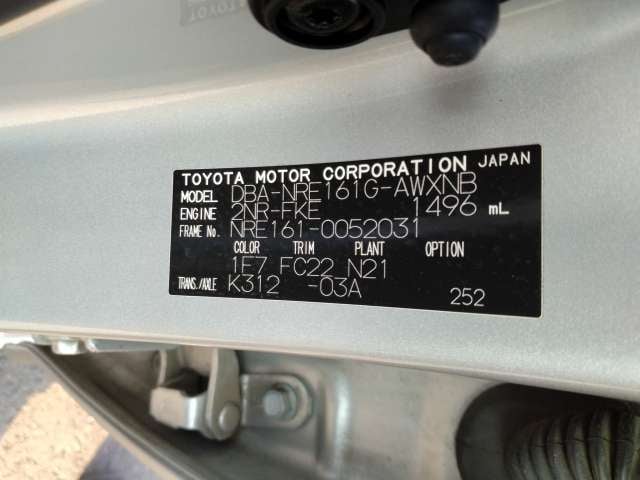 TOYOTA
TOYOTA MOTOR CORPORATION JAPAN
MODEL DBA-NRE161G-AWXNB
ENGINE 2NR-FKE 1496 mL
FRAME No. NRE161-0052031
COLOR TRIM PLANT OPTION
1F7 FC22 N21
TRANS./AXLE K312 -03A
252